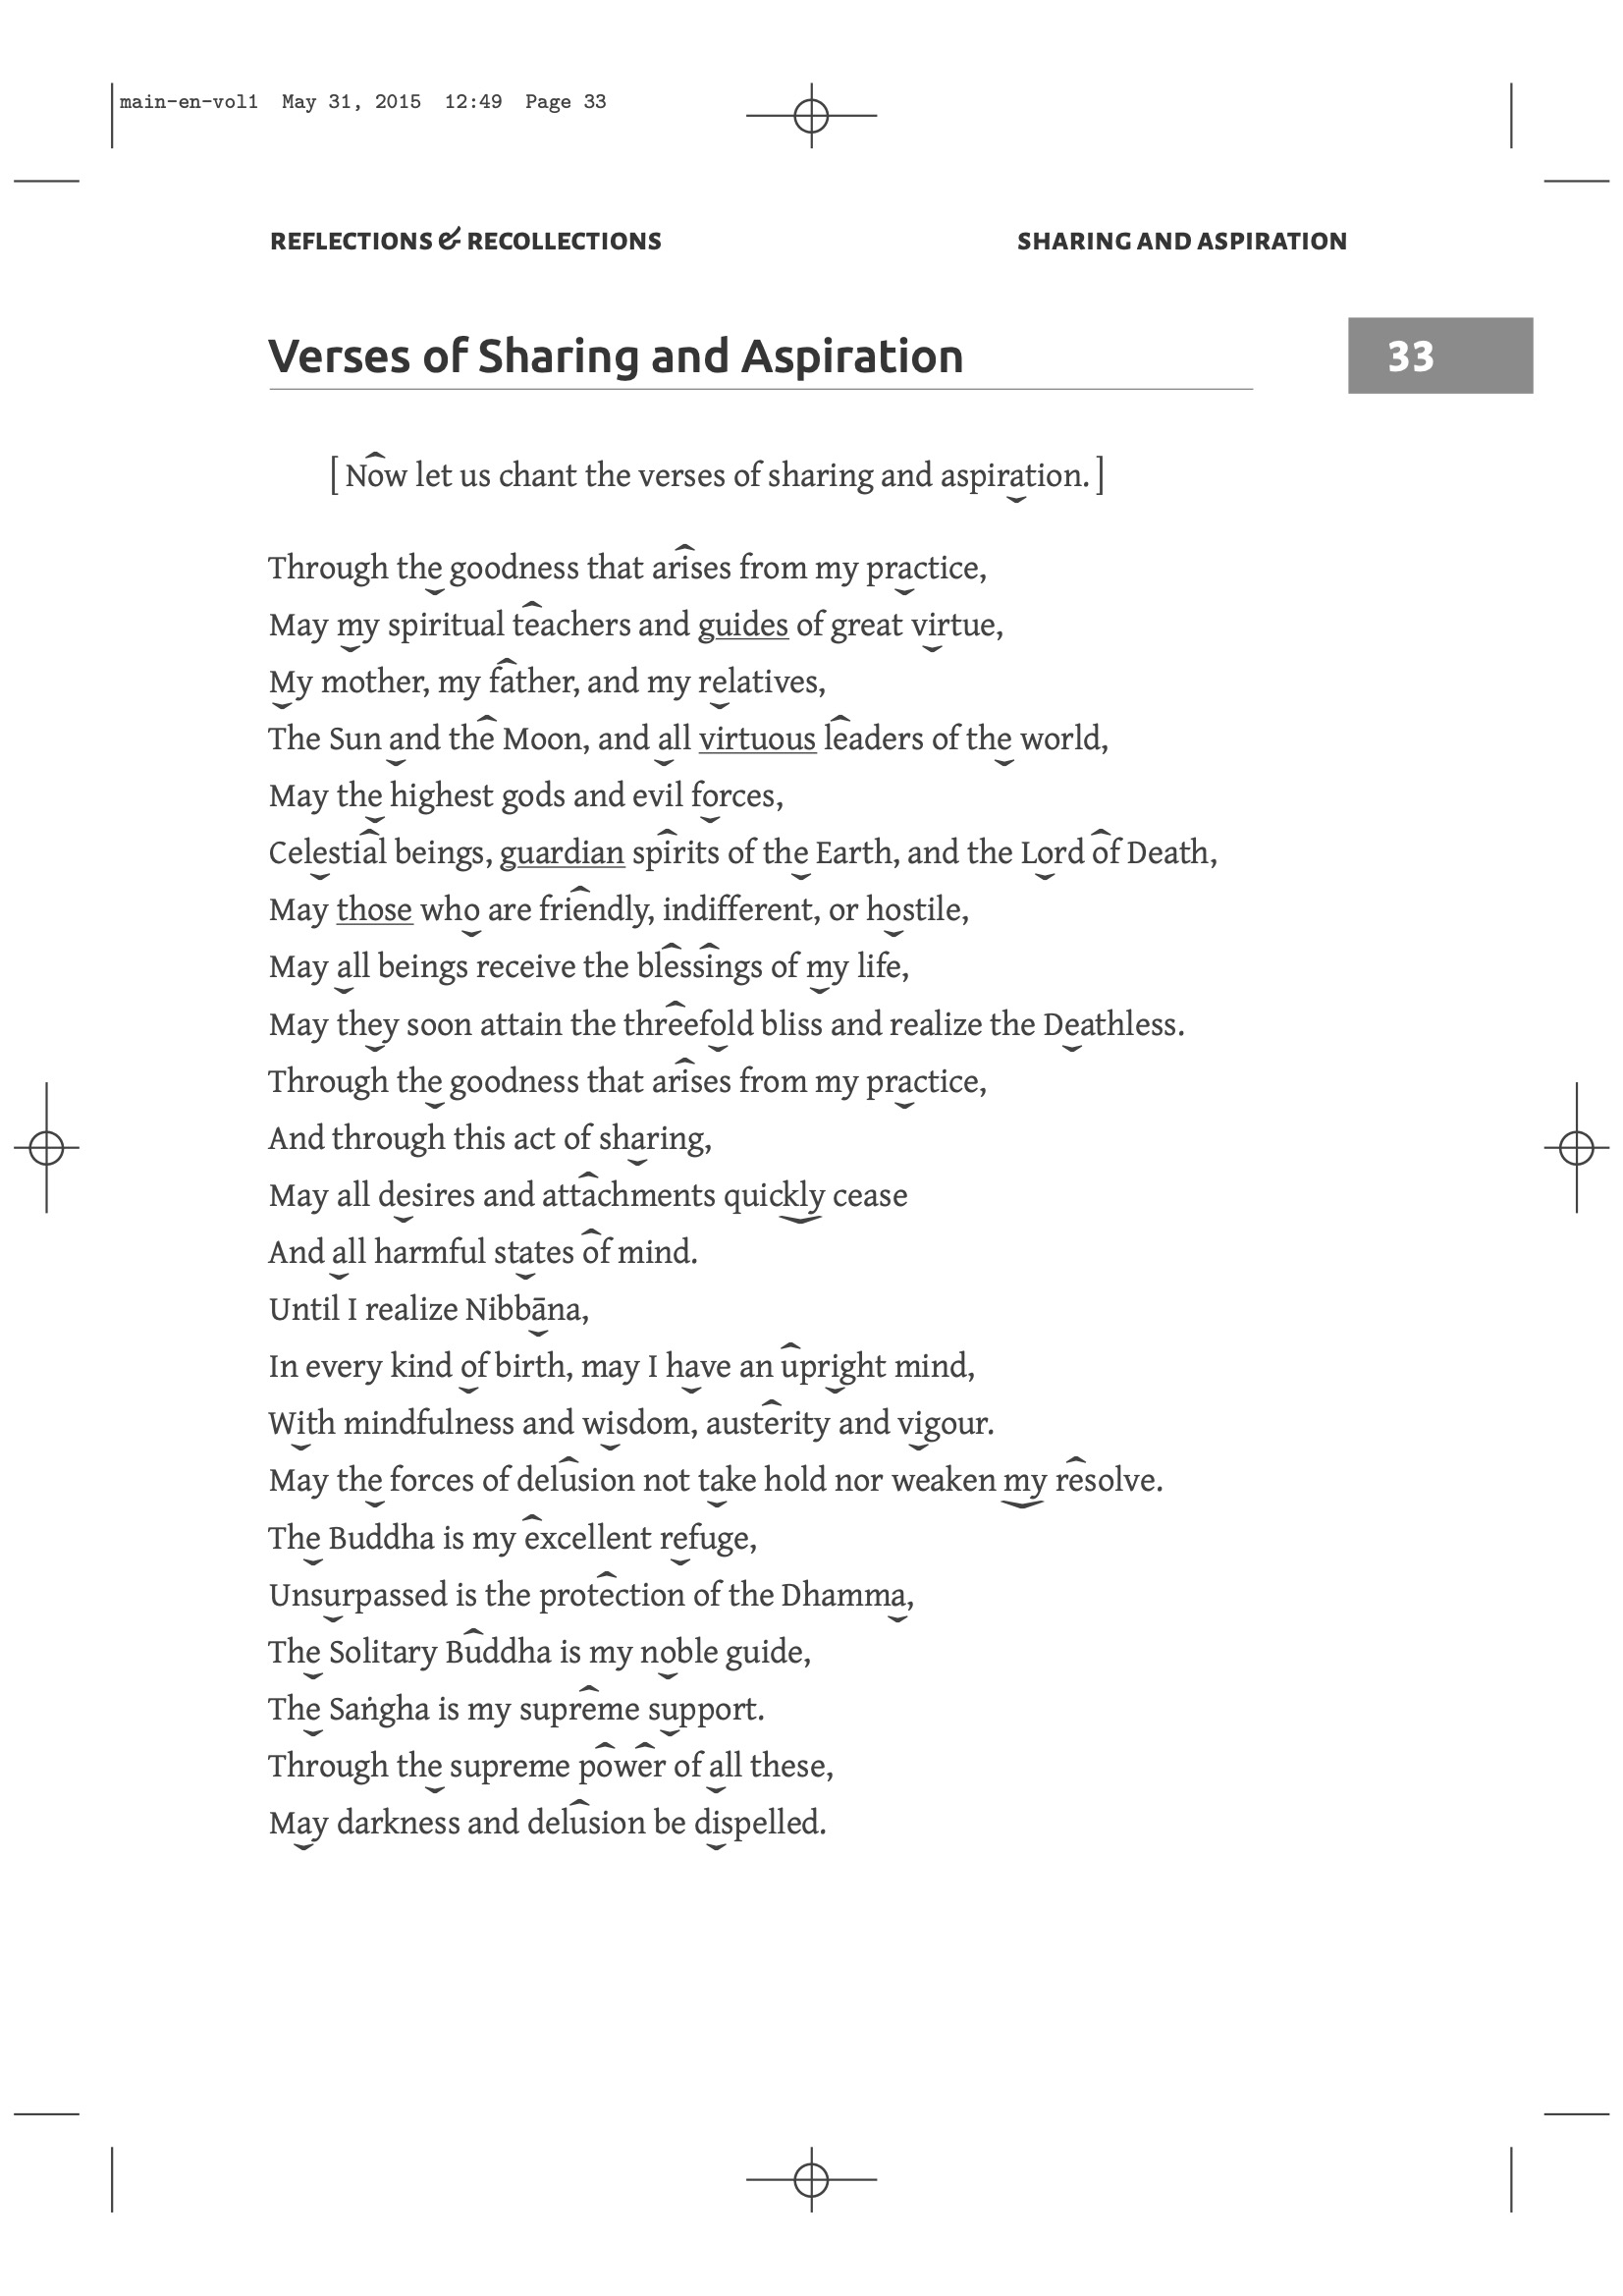 main-en-vol1 May 31, 2015 12:49 Page 33
REFLECTIONS & RECOLLECTIONS SHARING AND ASPIRATION
Verses of Sharing and Aspiration 33
[ Now let us chant the verses of sharing and aspiration. ]
Through the goodness that arises from my practice,
May my spiritual teachers and guides of great virtue,
My mother, my father, and my relatives,
The Sun and the Moon, and all virtuous leaders of the world,
May the highest gods and evil forces,
Celestial beings, guardian spirits of the Earth, and the Lord of Death,
May those who are friendly, indifferent, or hostile,
May all beings receive the blessings of my life,
May they soon attain the threefold bliss and realize the Deathless.
Through the goodness that arises from my practice,
And through this act of sharing,
May all desires and attachments quickly cease
And all harmful states of mind.
Until I realize Nibbāna,
In every kind of birth, may I have an upright mind,
With mindfulness and wisdom, austerity and vigour.
May the forces of delusion not take hold nor weaken my resolve.
The Buddha is my excellent refuge,
Unsurpassed is the protection of the Dhamma,
The Solitary Buddha is my noble guide,
The Saṅgha is my supreme support.
Through the supreme power of all these,
May darkness and delusion be dispelled.